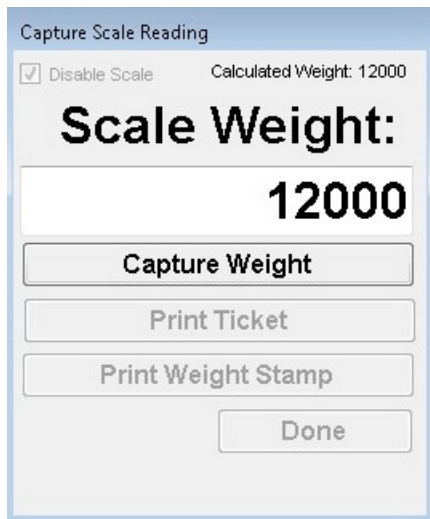 Capture Scale Reading
Disable Scale Calculated Weight: 12000
Scale Weight:
12000
Capture Weight
Print Ticket
Print Weight Stamp
Done